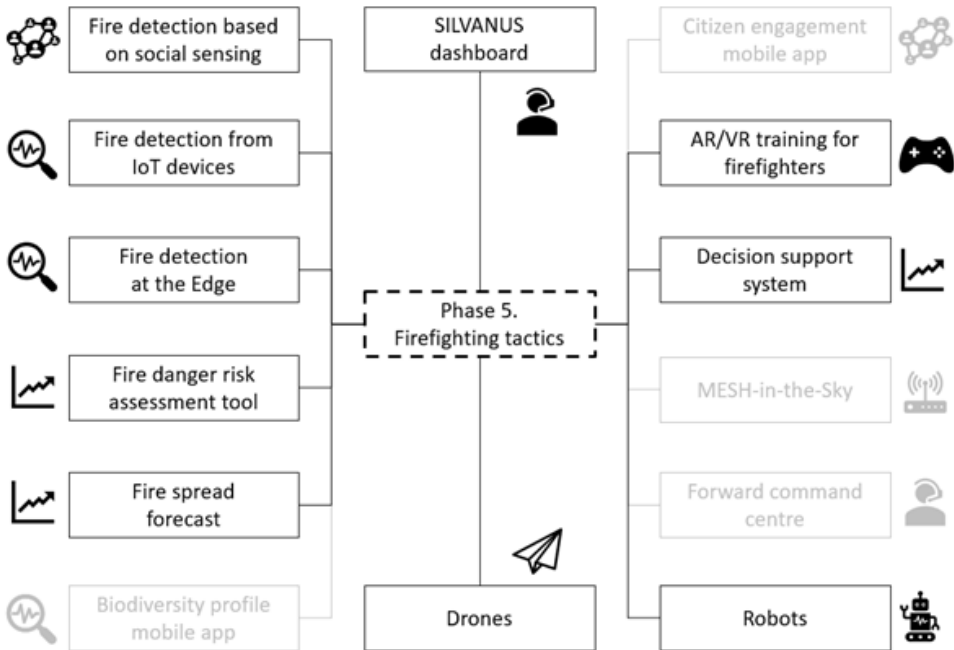 Fire detection based
on social sensing
SILVANUS
dashboard
Citizen engagement
mobile app
Fire detection from
IoT devices
AR/VR training for
firefighters
Fire detection
at the Edge
Decision support
system
Phase 5.
Firefighting tactics
Fire danger risk
assessment tool
MESH-in-the-Sky
Fire spread
forecast
Forward command
centre
Biodiversity profile
mobile app
Drones
Robots